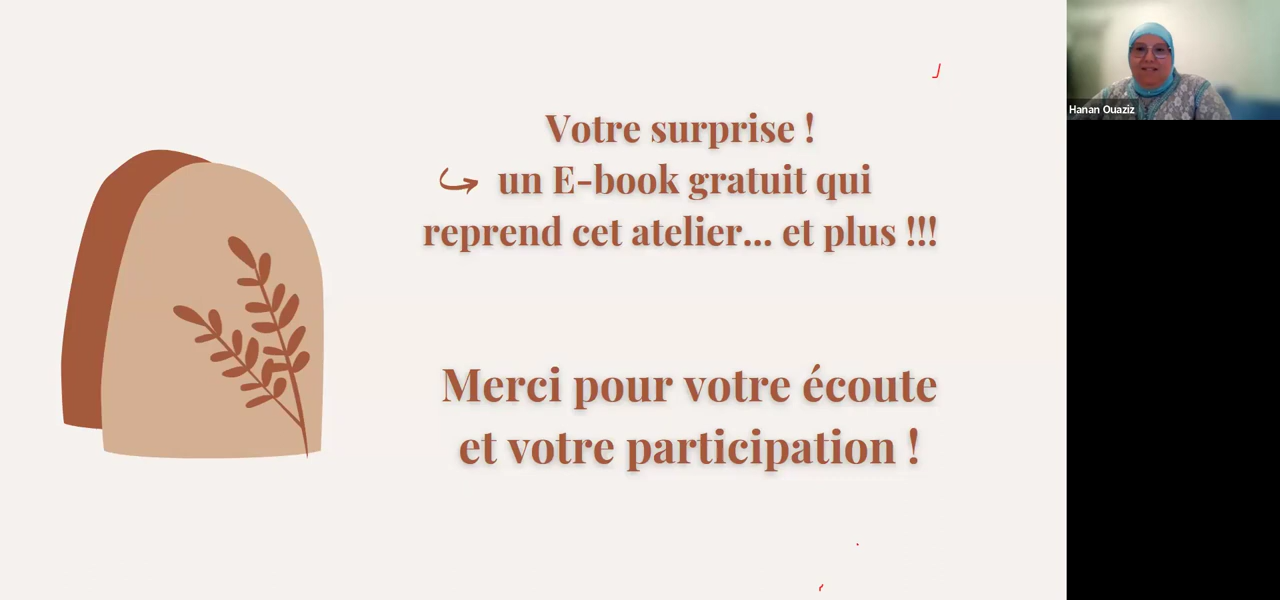 Votre surprise !
un E-book gratuit qui
reprend cet atelier... et plus !!!
Merci pour votre écoute
et votre participation !
Hanan Ouaziz